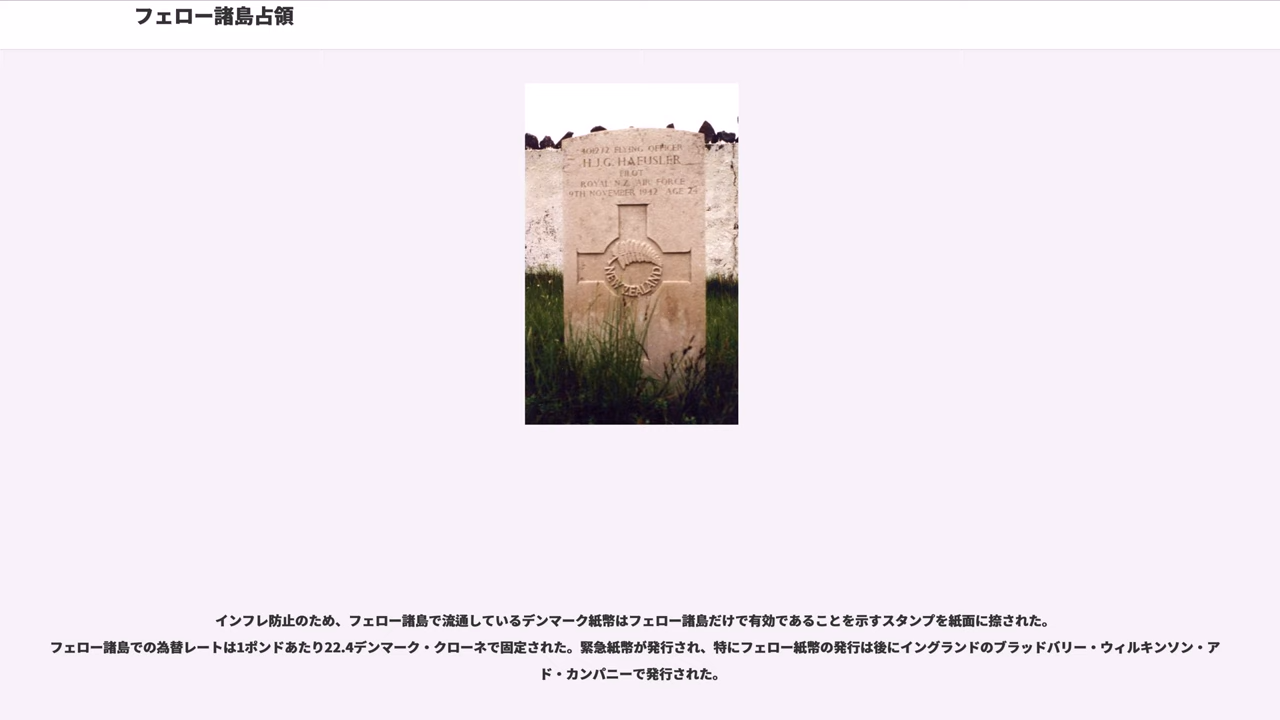 フェロー諸島占領
H.J.G. HAEUSLER
PILOT
ROYAL N.Z. AIR FORCE
9TH NOVEMBER 1942 AGE
NEW ZEALAND
インフレ防止のため、フェロー諸島で流通しているデンマーク紙幣はフェロー諸島だけで有効であることを示すスタンプを紙面に捺された。
フェロー諸島での為替レートは1ポンドあたり22.4デンマーク・クローネで固定された。緊急紙幣が発行され、特にフェロー紙幣の発行は後にイングランドのブラッドバリー・ウィルキンソン・ア
ド・カンパニーで発行された。